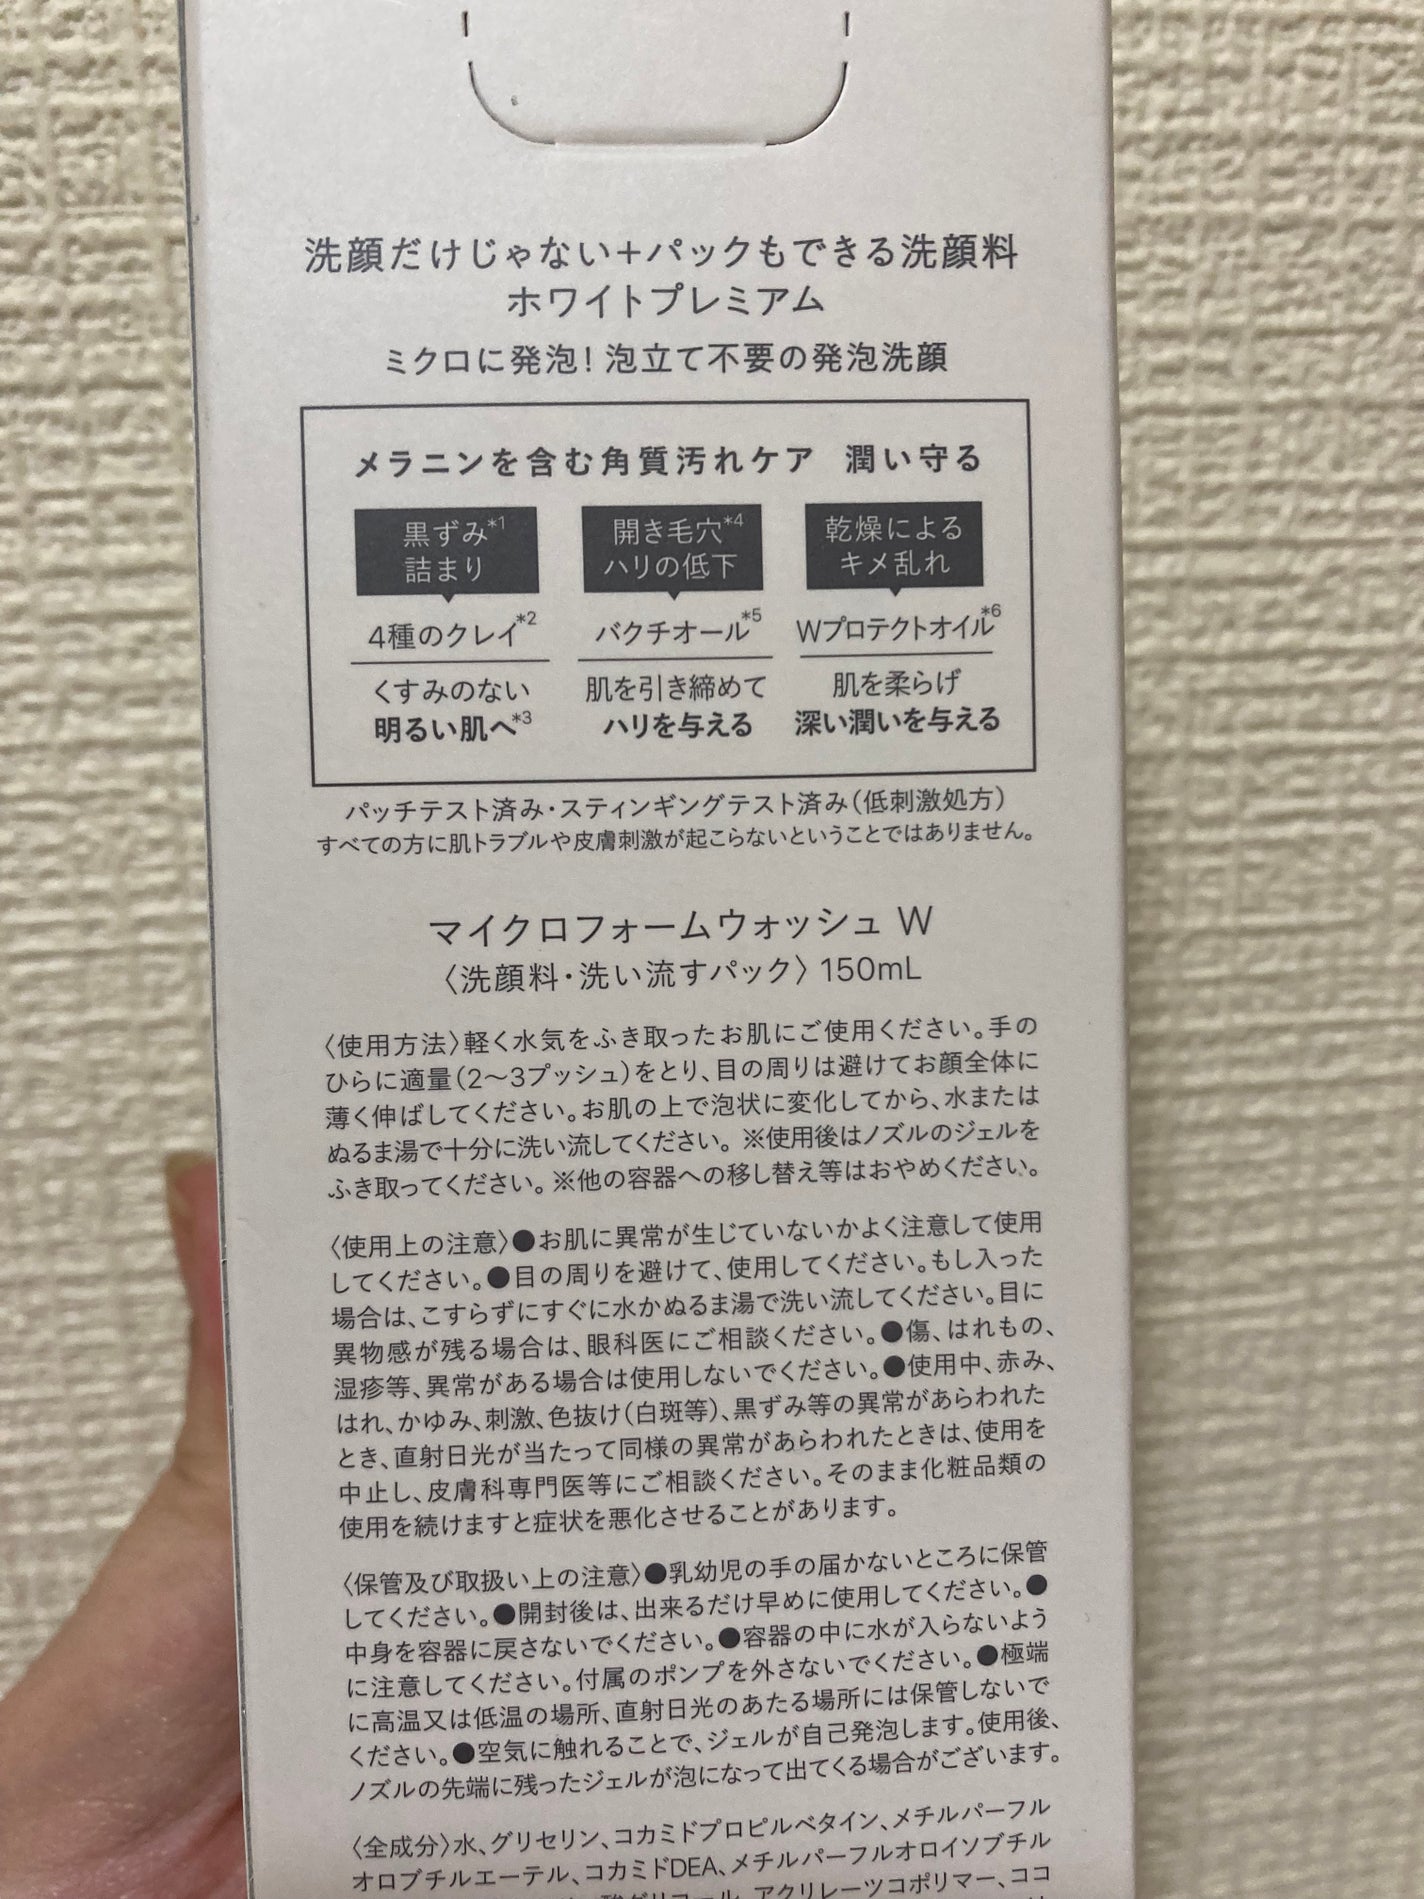 洗顔だけじゃない+パックもできる洗顔料
ホワイトプレミアム
ミクロに発泡!泡立て不要の発泡洗顔
メラニンを含む角質汚れケア 潤い守る
黒ずみ*1
詰まり
4種のクレイ*2
くすみのない
明るい肌へ*3
開き毛穴*4
ハリの低下
バクチオール*5
肌を引き締めて
ハリを与える
乾燥による
キメ乱れ
Wプロテクトオイル*6
肌を柔らげ
深い潤いを与える
パッチテスト済み・スティンギングテスト済み(低刺激処方)
すべての方に肌トラブルや皮膚刺激が起こらないということではありません。
マイクロフォームウォッシュ W
〈洗顔料・洗い流すパック〉150mL
〈使用方法〉軽く水気をふき取ったお肌にご使用ください。手の
ひらに適量(2〜3プッシュ)をとり、目の周りは避けてお顔全体に
薄く伸ばしてください。お肌の上で泡状に変化してから、水または
ぬるま湯で十分に洗い流してください。※使用後はノズルのジェルを
ふき取ってください。※他の容器への移し替え等はおやめください。
〈使用上の注意〉●お肌に異常が生じていないかよく注意して使用
してください。●目の周りを避けて、使用してください。もし入った
場合は、こすらずにすぐに水かぬるま湯で洗い流してください。目に
異物感が残る場合は、眼科医にご相談ください。●傷、はれもの、
湿疹等、異常がある場合は使用しないでください。●使用中、赤み、
はれ、かゆみ、刺激、色抜け(白斑等)、黒ずみ等の異常があらわれた
とき、直射日光が当たって同様の異常があらわれたときは、使用を
中止し、皮膚科専門医等にご相談ください。そのまま化粧品類の
使用を続けますと症状を悪化させることがあります。
〈保管及び取扱い上の注意〉●乳幼児の手の届かないところに保管
してください。●開封後は、出来るだけ早めに使用してください。●
中身を容器に戻さないでください。●容器の中に水が入らないよう
に注意してください。付属のポンプを外さないでください。●極端
に高温又は低温の場所、直射日光のあたる場所には保管しないで
ください。●空気に触れることで、ジェルが自己発泡します。使用後、
ノズルの先端に残ったジェルが泡になって出てくる場合がございます。
〈全成分〉水、グリセリン、コカミドプロピルベタイン、メチルパーフル
オロブチルエーテル、コカミドDEA、メチルパーフルオロイソブチル
アクリレーツコポリマー、ココ